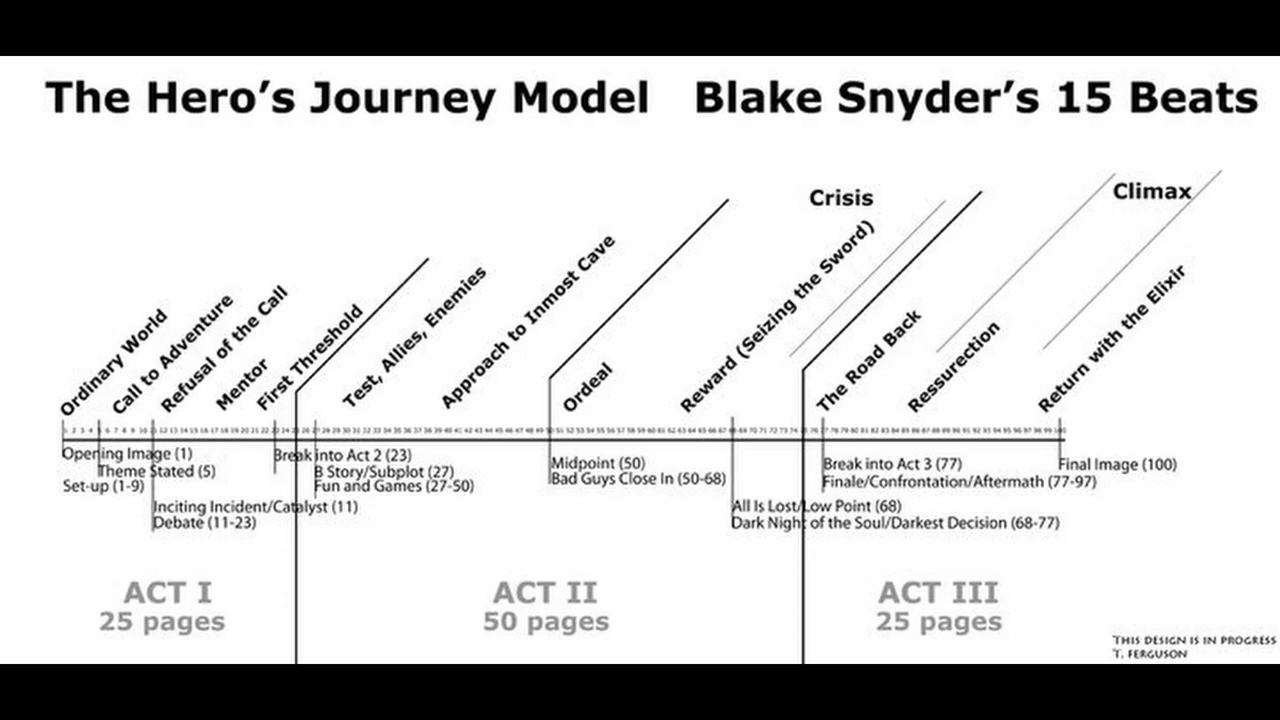 The Hero's Journey Model
Blake Snyder's 15 Beats
Crisis
Climax
Ordinary World
Call to Adventure
Refusal of the Call
Mentor
First Threshold
Test, Allies, Enemies
Approach to Inmost Cave
Ordeal
Reward (Seizing the Sword)
The Road Back
Ressurection
Return with the Elixir
Opening Image (1)
Theme Stated (5)
Set-up (1-9)
Inciting Incident/Catalyst (11)
Debate (11-23)
Break into Act 2 (23)
B Story/Subplot (27)
Fun and Games (27-50)
Midpoint (50)
Bad Guys Close In (50-68)
All Is Lost/Low Point (68)
Dark Night of the Soul/Darkest Decision (68-77)
Break into Act 3 (77)
Finale/Confrontation/Aftermath (77-97)
Final Image (100)
ACT I
25 pages
ACT II
50 pages
ACT III
25 pages
THIS DESIGN IS IN PROGRESS
T. FERGUSON